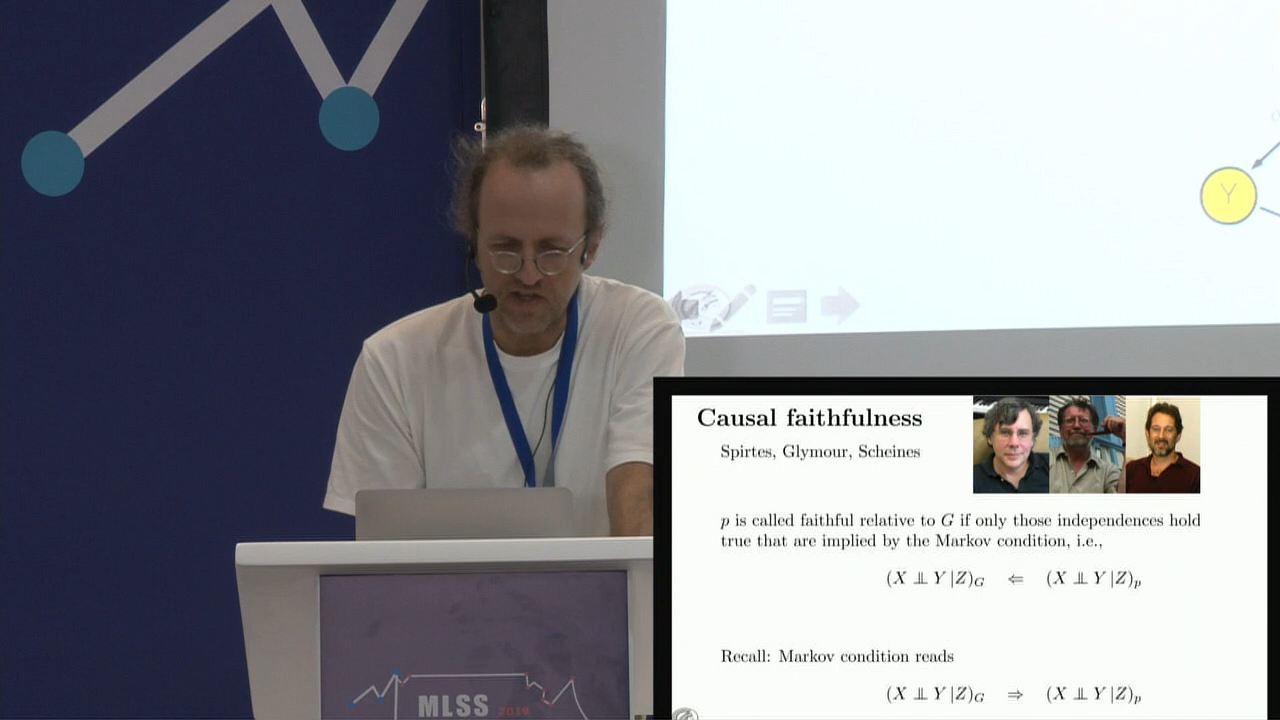 Y
Causal faithfulness
Spirtes, Glymour, Scheines
p is called faithful relative to G if only those independences hold
true that are implied by the Markov condition, i.e.,
(X ⫫ Y |Z)_G ⇐ (X ⫫ Y |Z)_p
Recall: Markov condition reads
(X ⫫ Y |Z)_G ⇒ (X ⫫ Y |Z)_p
MLSS 2019